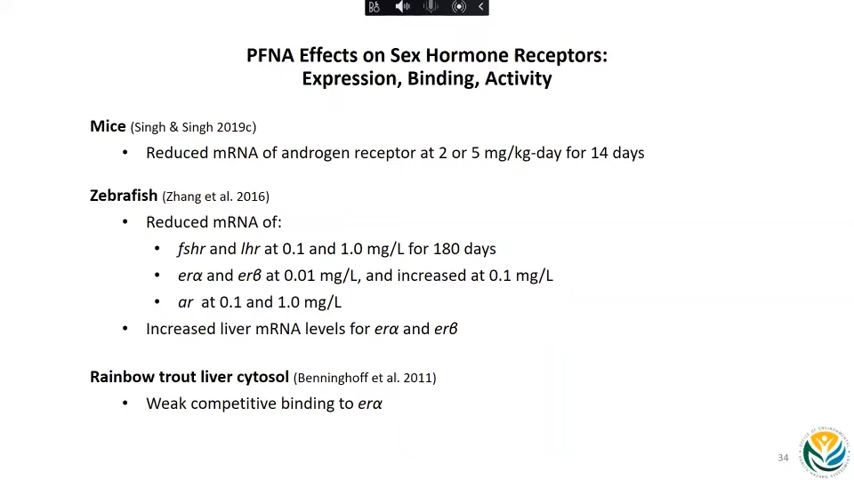 PFNA Effects on Sex Hormone Receptors:
Expression, Binding, Activity
Mice (Singh & Singh 2019c)
• Reduced mRNA of androgen receptor at 2 or 5 mg/kg-day for 14 days
Zebrafish (Zhang et al. 2016)
• Reduced mRNA of:
• fshr and lhr at 0.1 and 1.0 mg/L for 180 days
• erα and erβ at 0.01 mg/L, and increased at 0.1 mg/L
• ar at 0.1 and 1.0 mg/L
• Increased liver mRNA levels for erα and erβ
Rainbow trout liver cytosol (Benninghoff et al. 2011)
• Weak competitive binding to erα
34